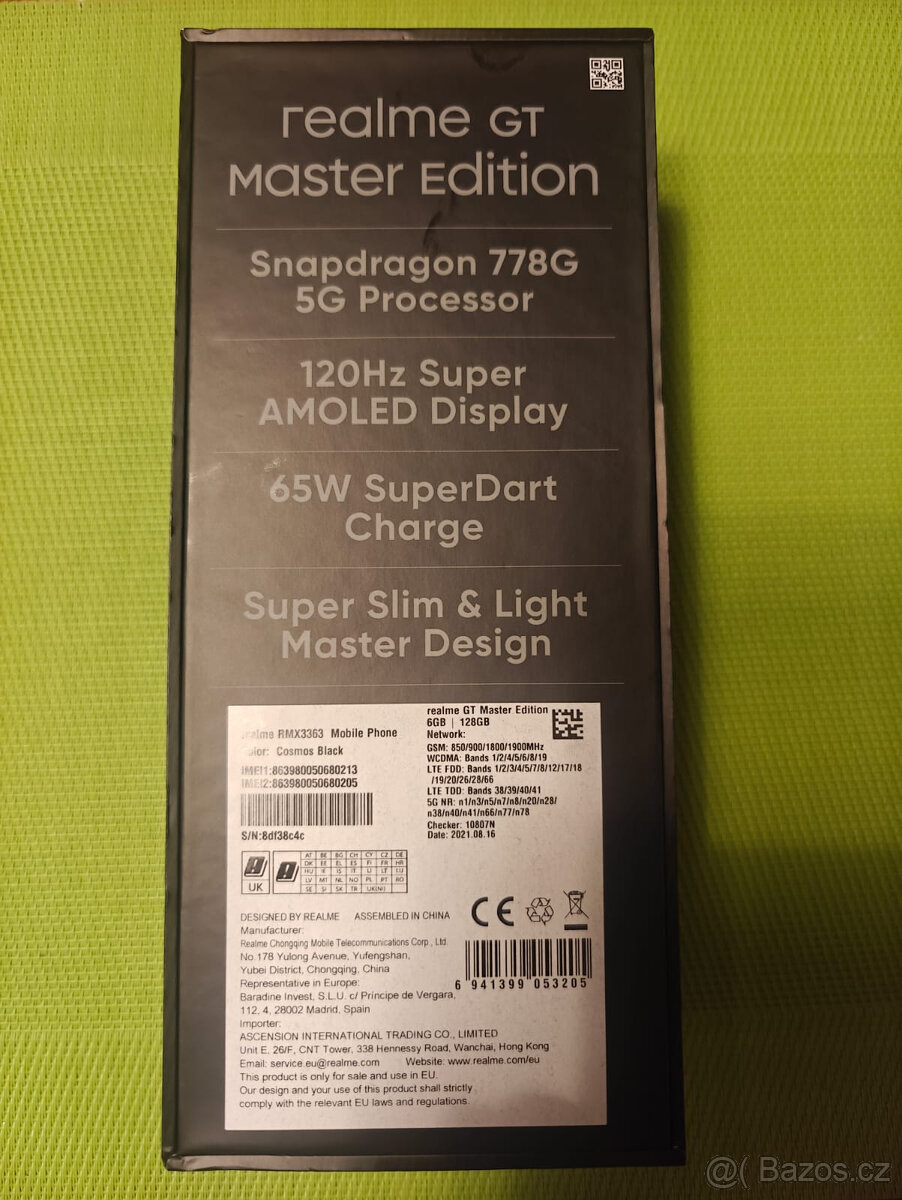 realme GT
Master Edition
Snapdragon 778G
5G Processor
120Hz Super
AMOLED Display
65W SuperDart
Charge
Super Slim & Light
Master Design
realme RMX3363 Mobile Phone
Color: Cosmos Black
IMEI1:863980050680213
IMEI2:863980050680205
S/N:8df38c4c
realme GT Master Edition
6GB | 128GB
Network:
GSM: 850/900/1800/1900MHz
WCDMA: Bands 1/2/4/5/6/8/19
LTE FDD: Bands 1/2/3/4/5/7/8/12/17/18
/19/20/26/28/66
LTE TDD: Bands 38/39/40/41
5G NR: n1/n3/n5/n7/n8/n20/n28/
n38/n40/n41/n66/n77/n78
Checker: 10807N
Date: 2021.08.16
UK
AT BE BG CH CY CZ DE
DK EE EL ES FI FR HR
HU IE IS IT LI LT LU
LV MT NL NO PL PT RO
SE SI SK TR UK(NI)
DESIGNED BY REALME ASSEMBLED IN CHINA
Manufacturer:
Realme Chongqing Mobile Telecommunications Corp., Ltd.
No.178 Yulong Avenue, Yufengshan,
Yubei District, Chongqing, China
Representative in Europe:
Baradine Invest, S.L.U. c/ Príncipe de Vergara,
112, 4, 28002 Madrid, Spain
CE
6 941399 053205
Importer:
ASCENSION INTERNATIONAL TRADING CO., LIMITED
Unit E, 26/F, CNT Tower, 338 Hennessy Road, Wanchai, Hong Kong
Email: service.eu@realme.com Website: www.realme.com/eu
This product is only for sale and use in EU.
Our design and your use of this product shall strictly
comply with the relevant EU laws and regulations.
@( Bazos.cz